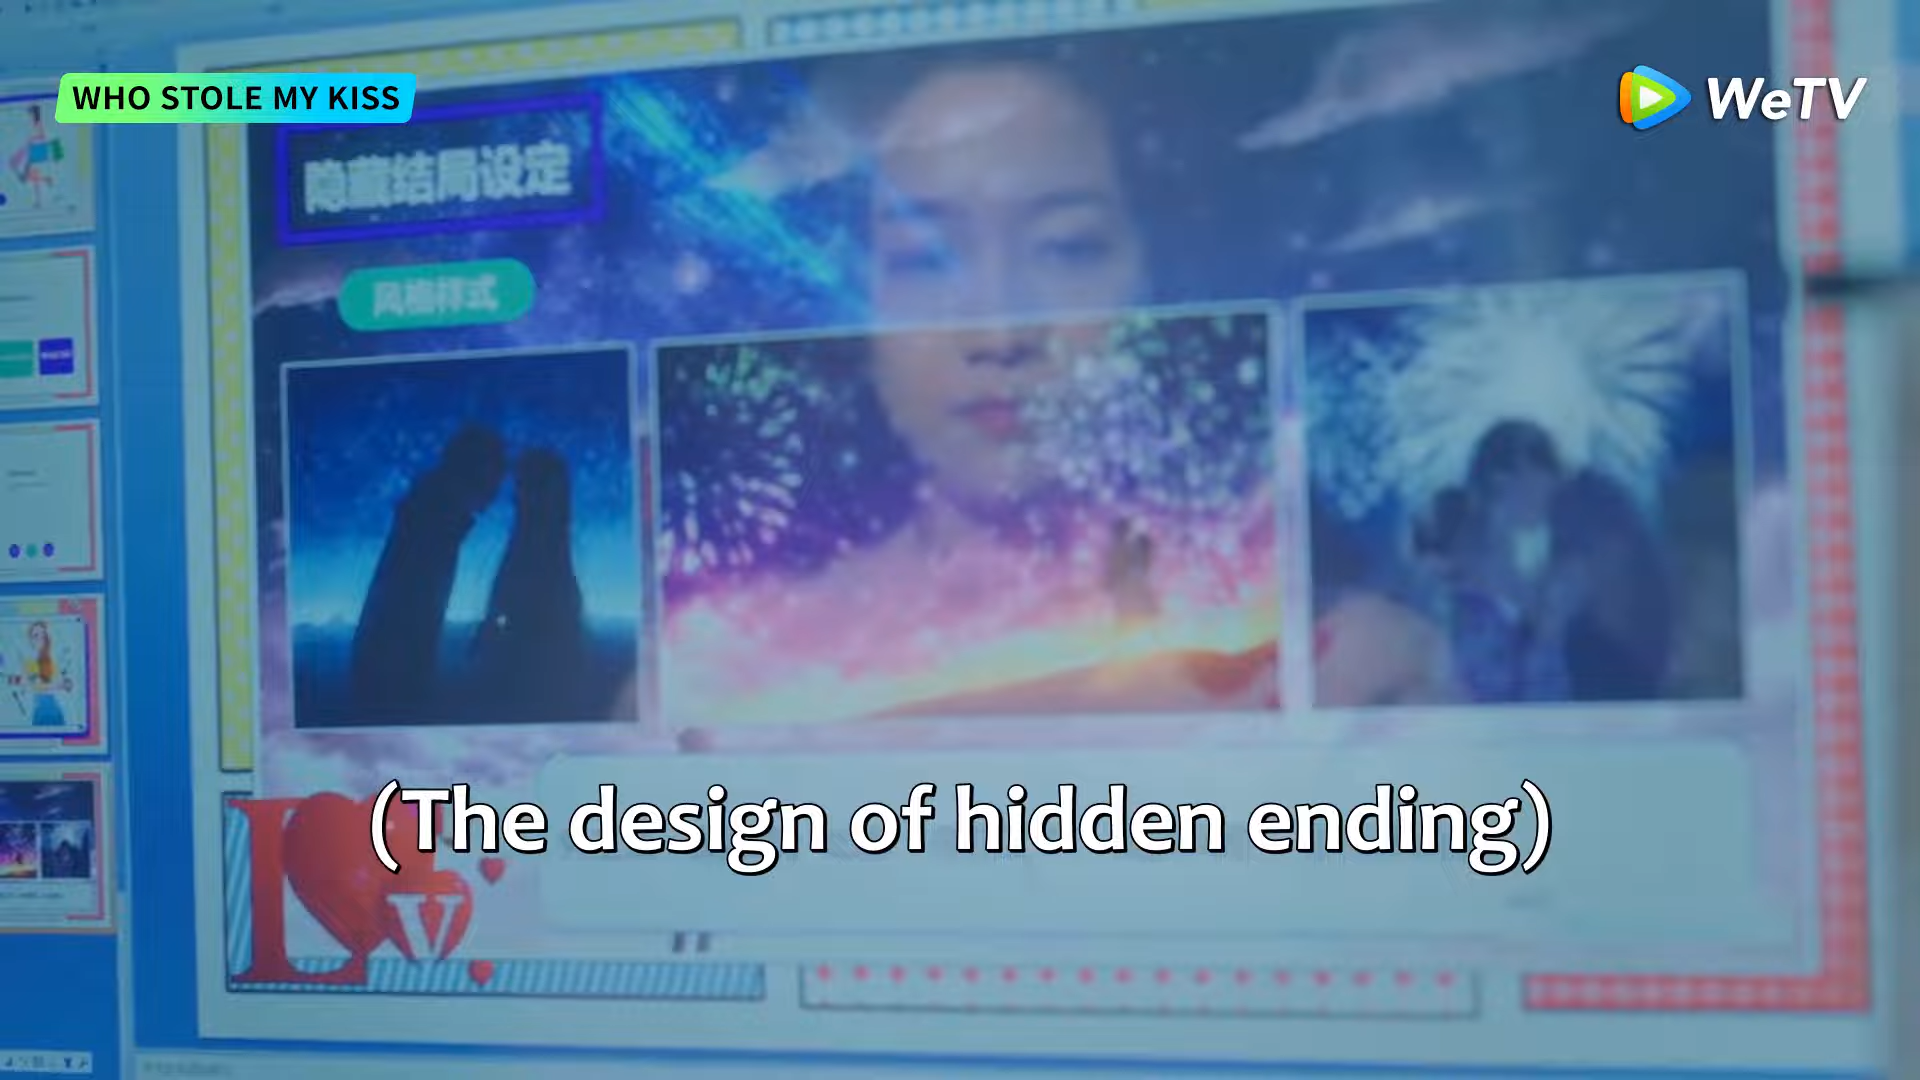 WHO STOLE MY KISS
WeTV
隐藏结局设定
风格样式
(The design of hidden ending)
L
v